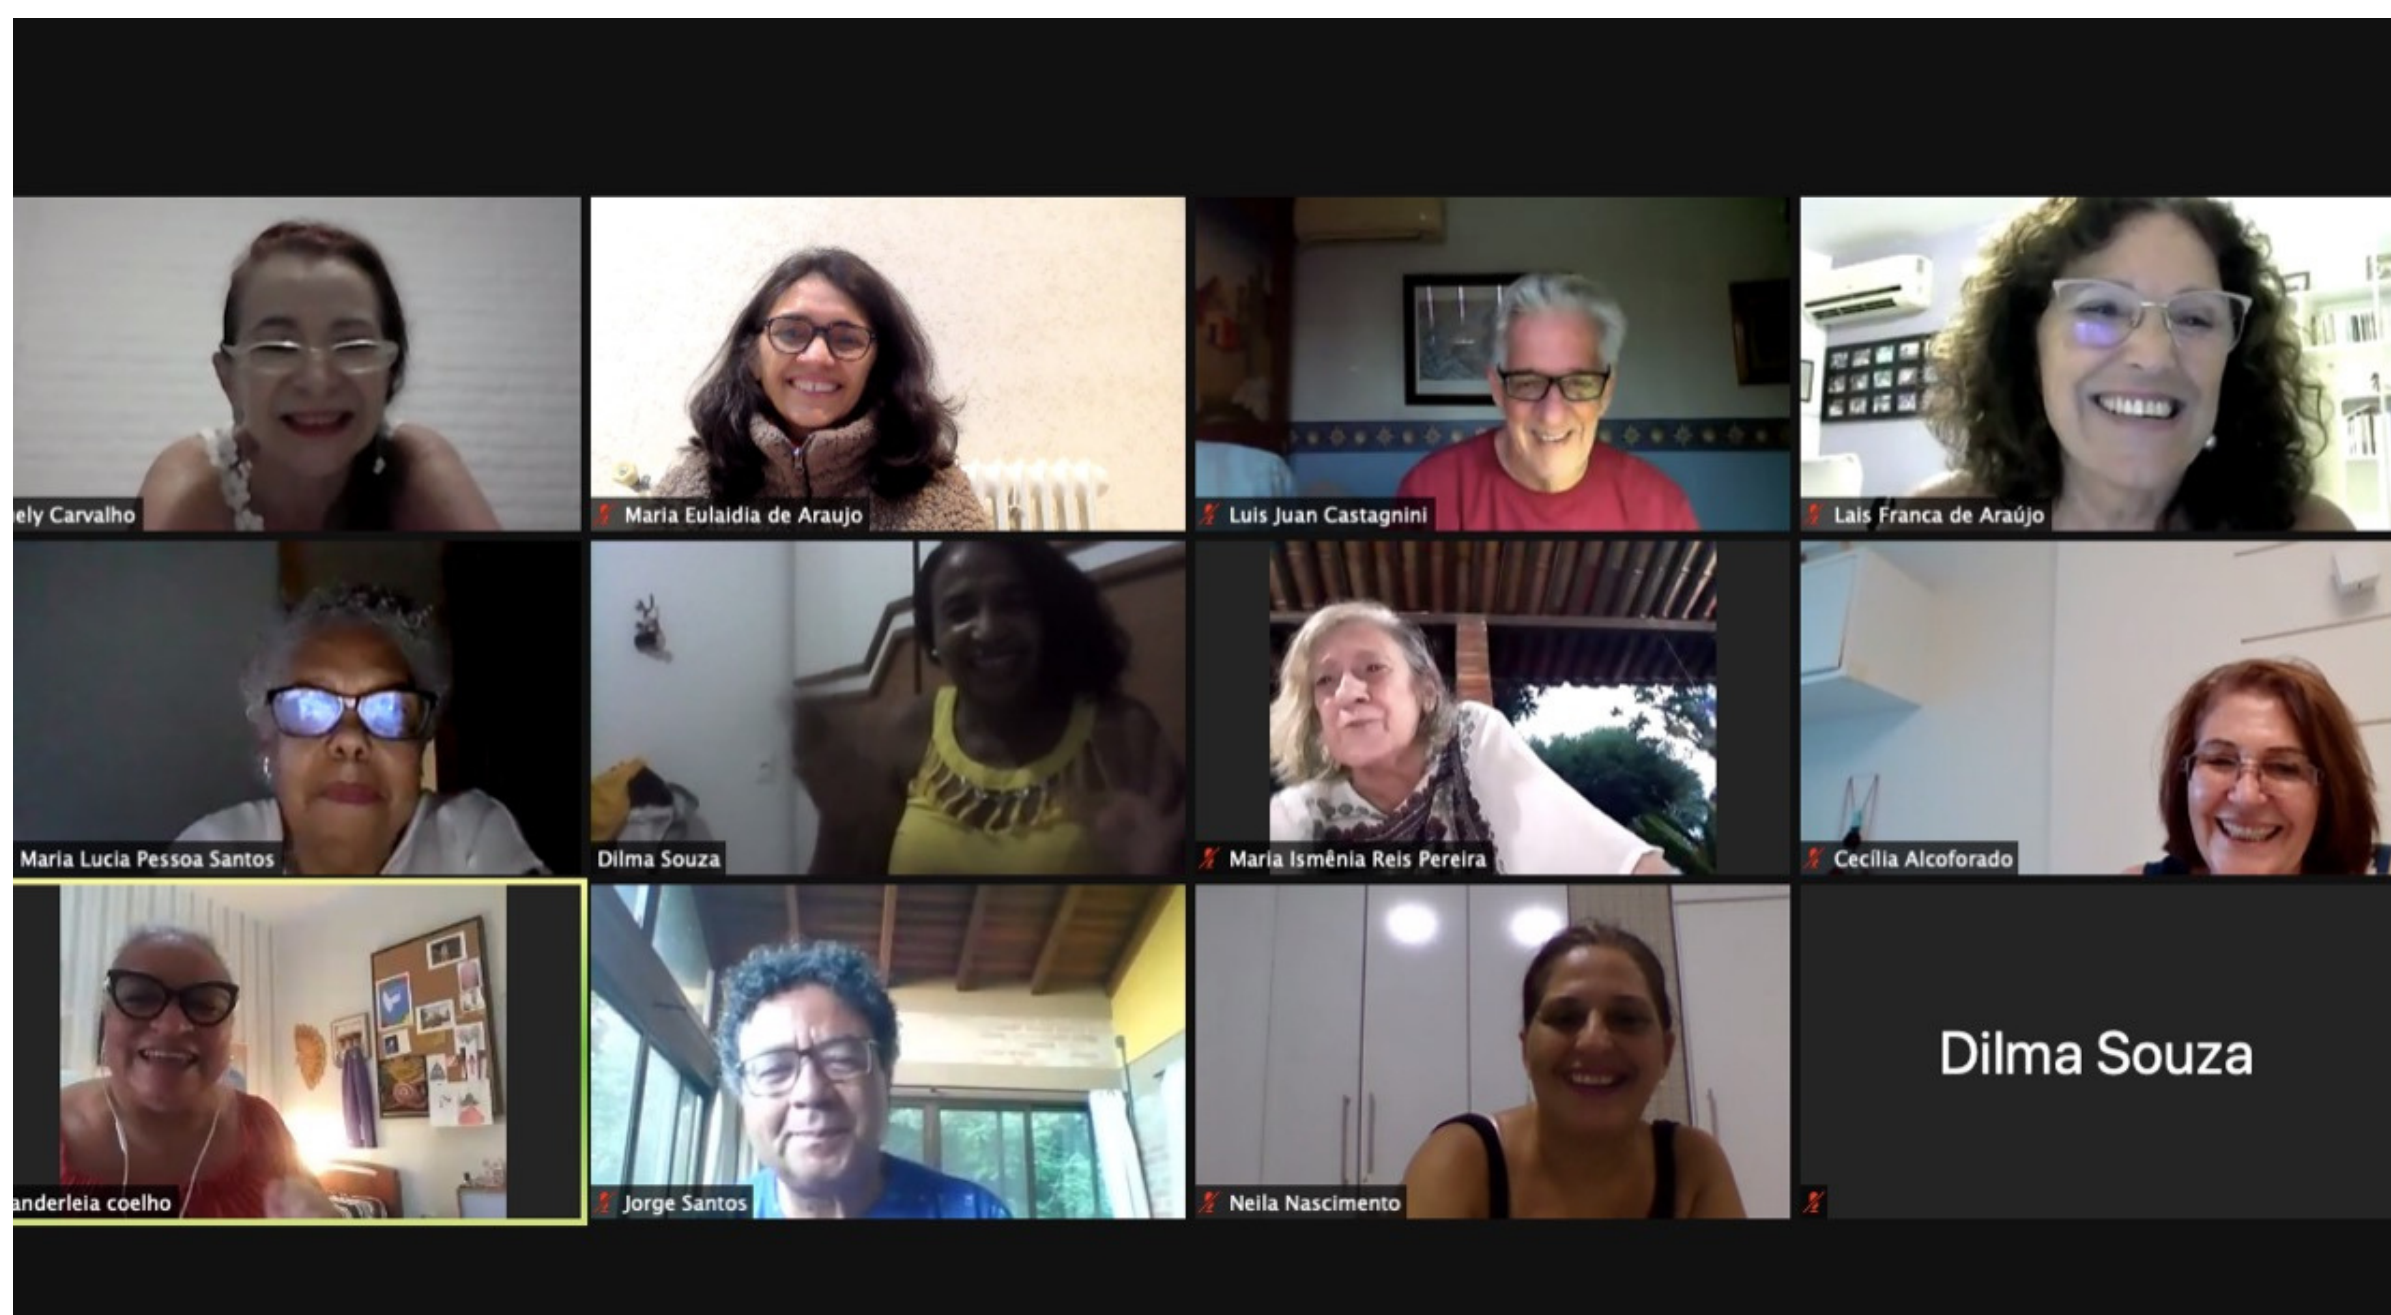 ely Carvalho
Maria Eulaidia de Araujo
Luis Juan Castagnini
Lais Franca de Araújo
Maria Lucia Pessoa Santos
Dilma Souza
Maria Ismênia Reis Pereira
Cecília Alcoforado
anderleia coelho
Jorge Santos
Neila Nascimento
Dilma Souza